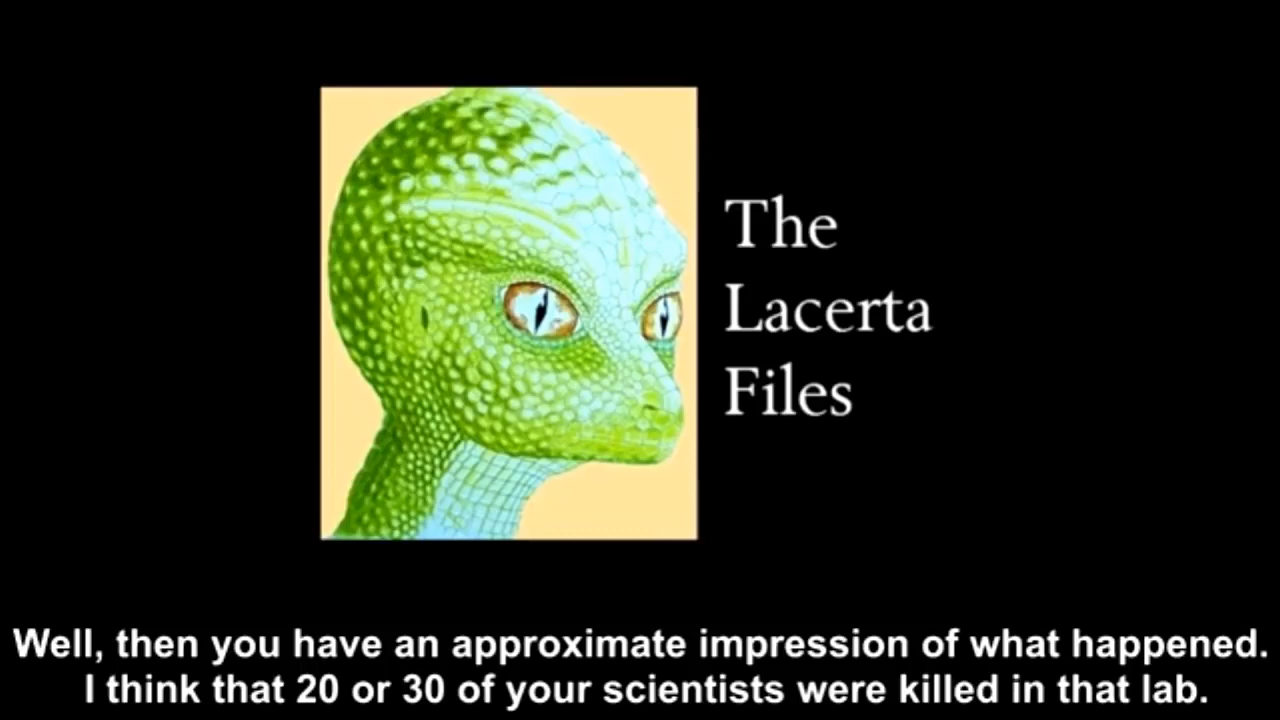 The
Lacerta
Files
Well, then you have an approximate impression of what happened.
I think that 20 or 30 of your scientists were killed in that lab.